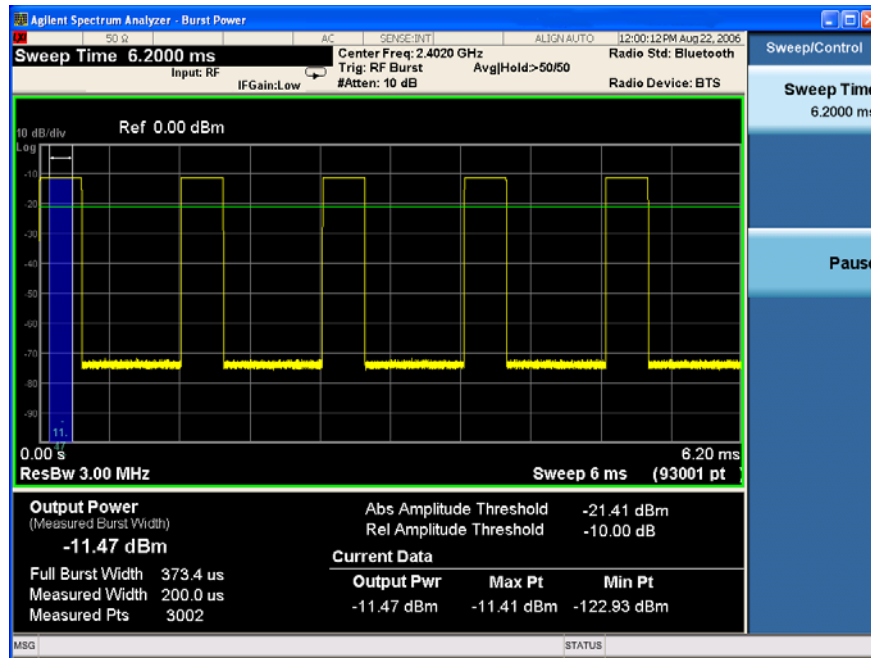 Agilent Spectrum Analyzer - Burst Power
50 Ω AC SENSE:INT ALIGN AUTO 12:00:12 PM Aug 22, 2006
Sweep Time 6.2000 ms
Input: RF
IFGain:Low
Center Freq: 2.4020 GHz
Trig: RF Burst
Avg|Hold:>50/50
#Atten: 10 dB
Radio Std: Bluetooth
Radio Device: BTS
10 dB/div
Ref 0.00 dBm
Log
-10
-20
-30
-40
-50
-60
-70
-80
-90
-
11.
47
0.00 s
6.20 ms
ResBw 3.00 MHz
Sweep 6 ms (93001 pt
Output Power
(Measured Burst Width)
-11.47 dBm
Full Burst Width 373.4 us
Measured Width 200.0 us
Measured Pts 3002
Abs Amplitude Threshold -21.41 dBm
Rel Amplitude Threshold -10.00 dB
Current Data
Output Pwr Max Pt Min Pt
-11.47 dBm -11.41 dBm -122.93 dBm
Sweep/Control
Sweep Time
6.2000 ms
Pause
MSG
STATUS